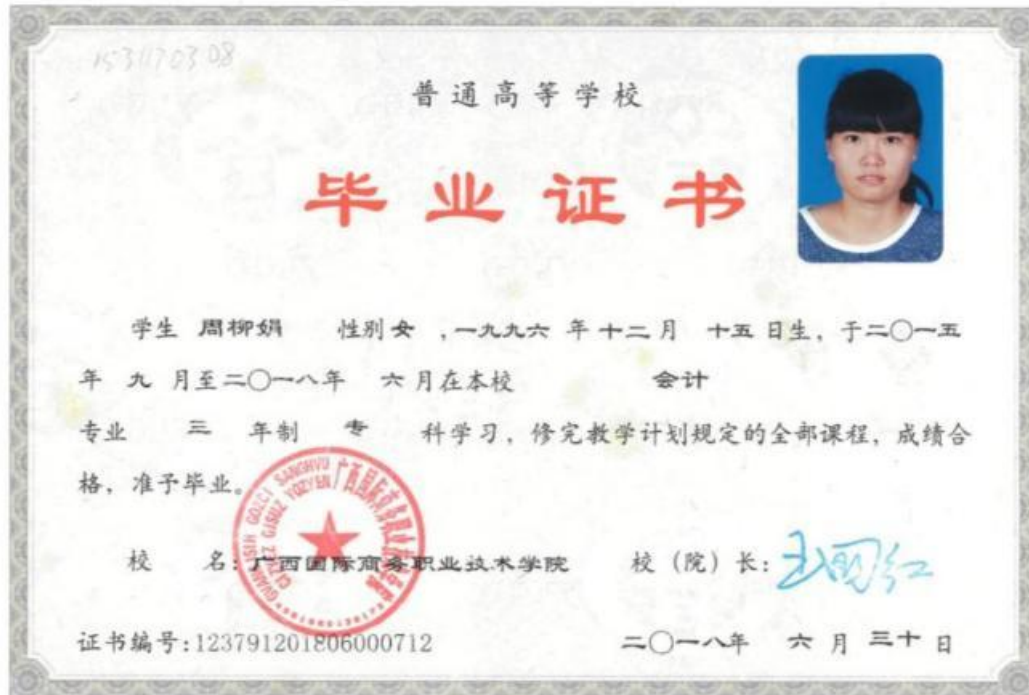 1531170308
普通高等学校
毕业证书
学生 周柳娟 性别 女 ,一九九六 年 十二 月 十五 日生, 于二〇一五
年 九 月至二〇一八年 六 月在本校 会计
专业 三 年制 专 科学习, 修完教学计划规定的全部课程, 成绩合
格, 准予毕业。
校 名: 广西国际商务职业技术学院 校 (院) 长:
证书编号:123791201806000712 二〇一八年 六 月 三十 日